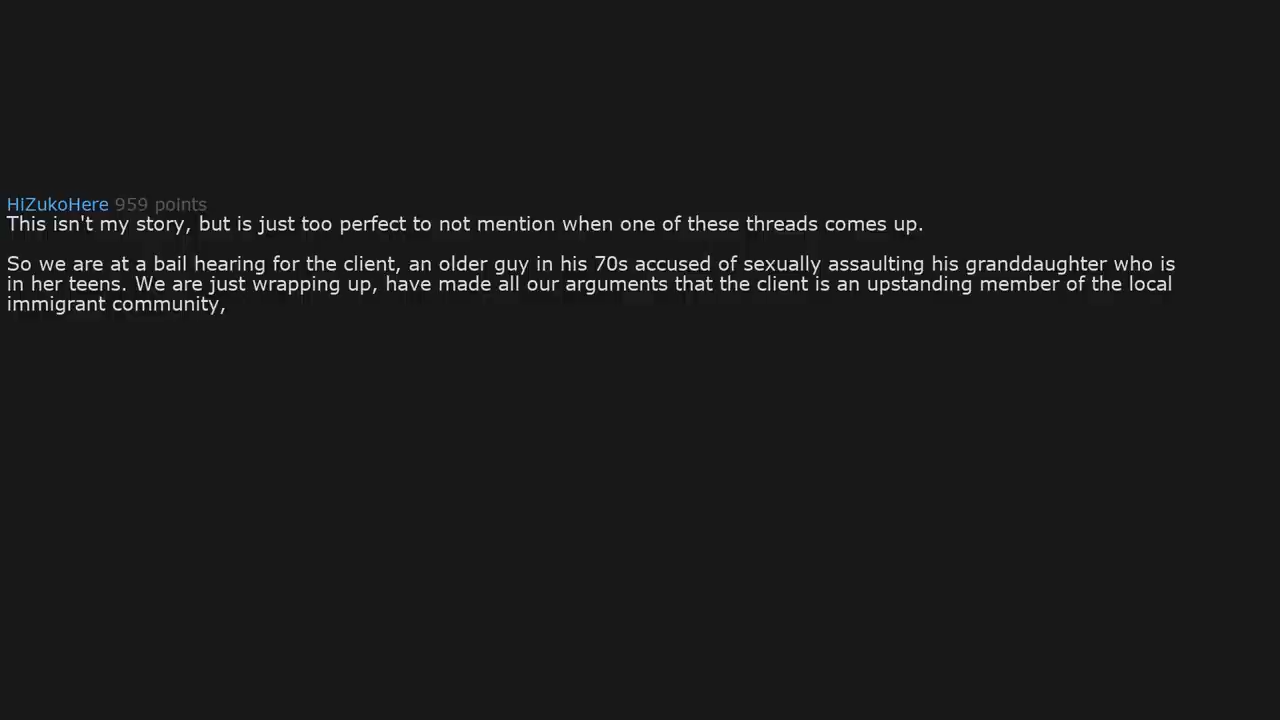 HiZukoHere 959 points
This isn't my story, but is just too perfect to not mention when one of these threads comes up.
So we are at a bail hearing for the client, an older guy in his 70s accused of sexually assaulting his granddaughter who is
in her teens. We are just wrapping up, have made all our arguments that the client is an upstanding member of the local
immigrant community,